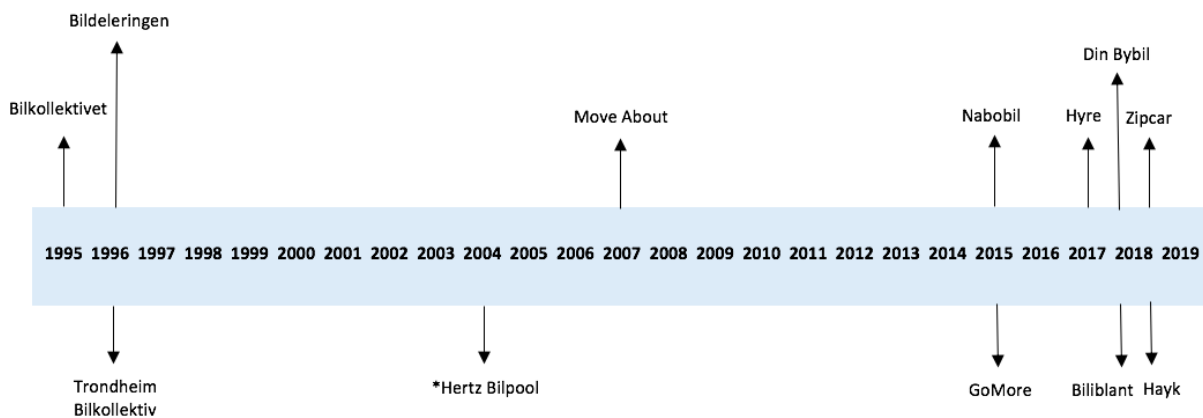 Bildeleringen
Din Bybil
Bilkollektivet
Move About
Nabobil
Hyre
Zipcar
1995 1996 1997 1998 1999 2000 2001 2002 2003 2004 2005 2006 2007 2008 2009 2010 2011 2012 2013 2014 2015 2016 2017 2018 2019
Trondheim
Bilkollektiv
*Hertz Bilpool
GoMore
Biliblant
Hayk